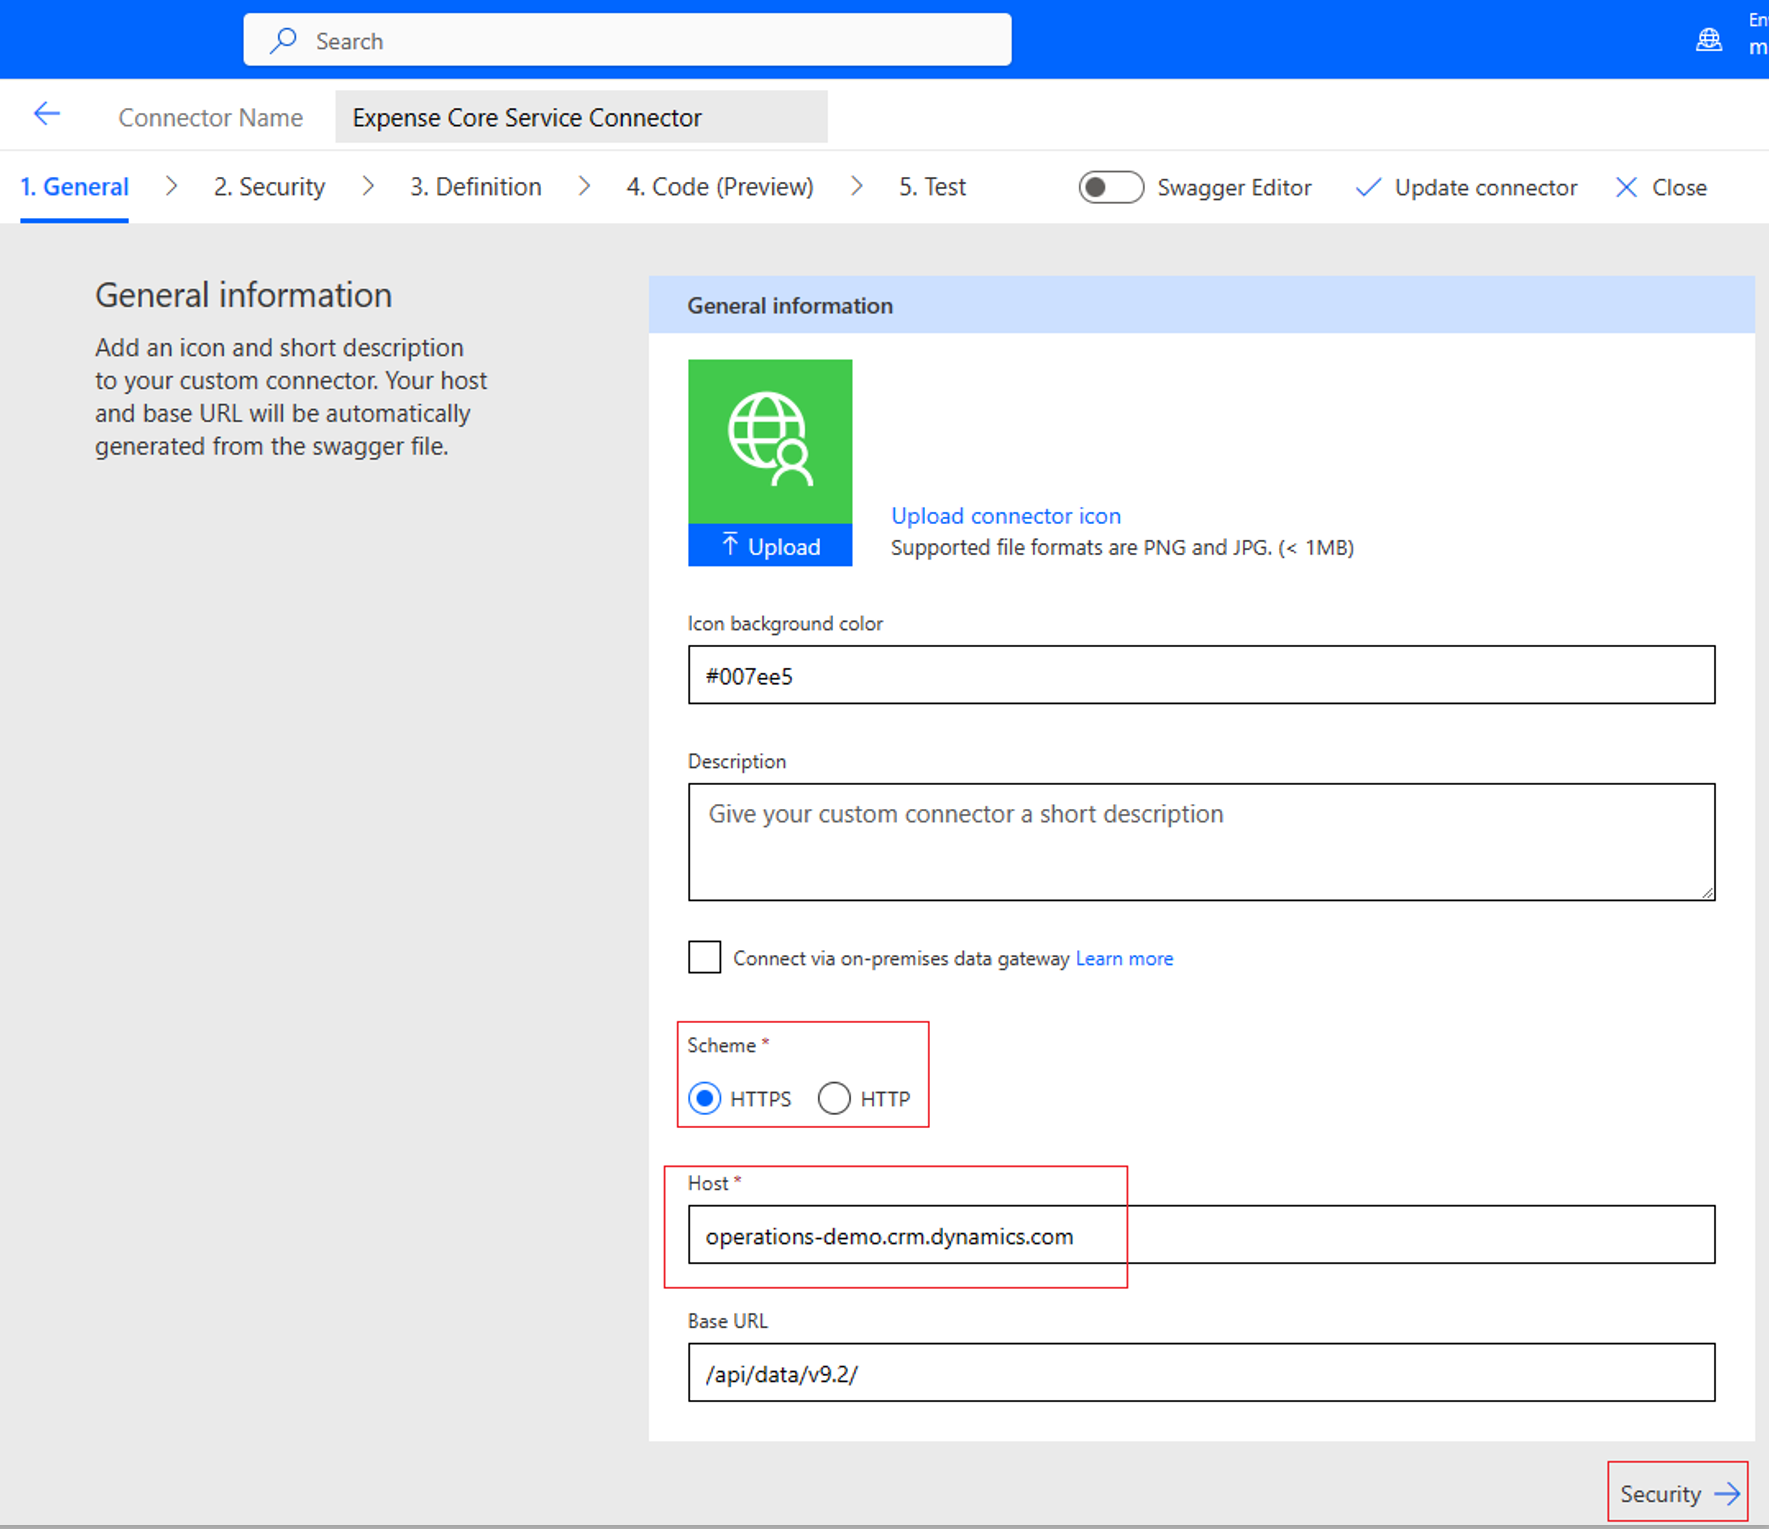 Search
En
m
Connector Name
Expense Core Service Connector
1. General
2. Security
3. Definition
4. Code (Preview)
5. Test
Swagger Editor
Update connector
Close
General information
Add an icon and short description
to your custom connector. Your host
and base URL will be automatically
generated from the swagger file.
General information
Upload
Upload connector icon
Supported file formats are PNG and JPG. (< 1MB)
Icon background color
#007ee5
Description
Give your custom connector a short description
Connect via on-premises data gateway Learn more
Scheme *
HTTPS HTTP
Host *
operations-demo.crm.dynamics.com
Base URL
/api/data/v9.2/
Security